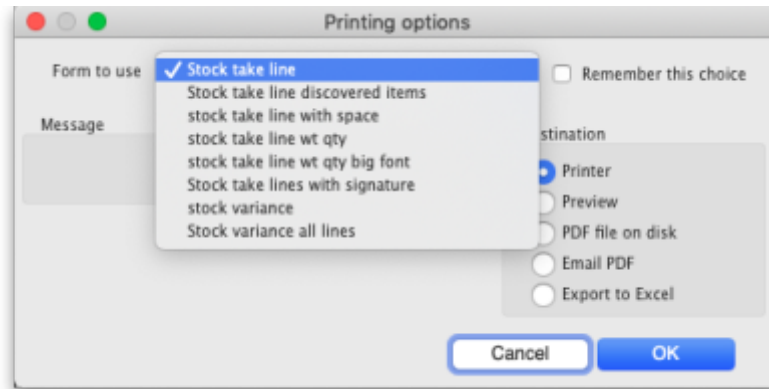 Printing options
Form to use
✓ Stock take line
Stock take line discovered items
stock take line with space
stock take line wt qty
stock take line wt qty big font
Stock take lines with signature
stock variance
Stock variance all lines
Remember this choice
Message
stination
Printer
Preview
PDF file on disk
Email PDF
Export to Excel
Cancel
OK